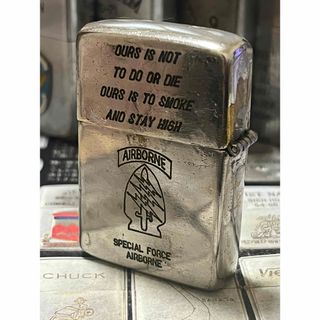 OURS IS NOT
TO DO OR DIE
OURS IS TO SMOKE
AND STAY HIGH
AIRBORNE
SPECIAL FORCE
AIRBORNE
CHUCK